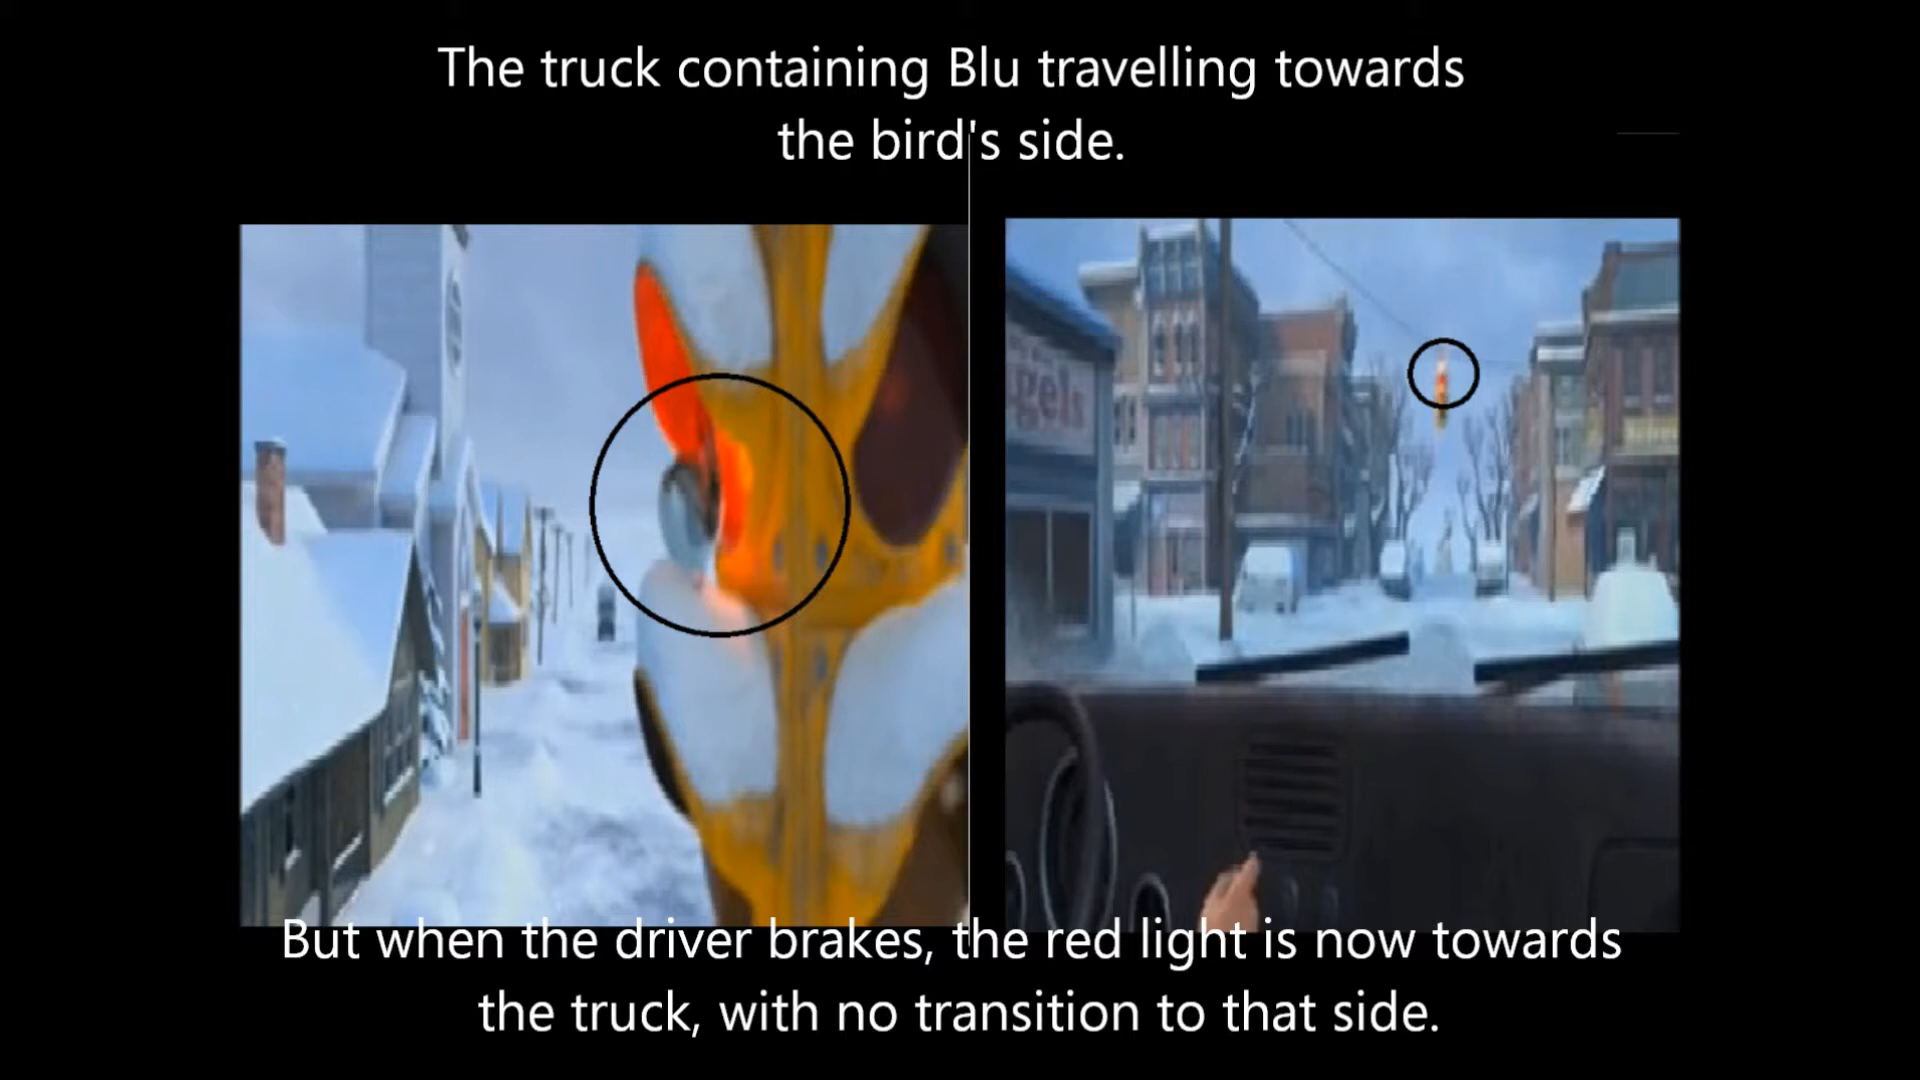 The truck containing Blu travelling towards
the bird's side.
gels
But when the driver brakes, the red light is now towards
the truck, with no transition to that side.